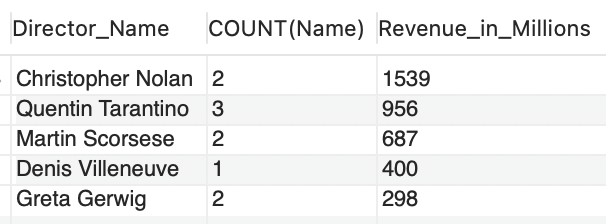 Director_Name COUNT(Name) Revenue_in_Millions
Christopher Nolan 2 1539
Quentin Tarantino 3 956
Martin Scorsese 2 687
Denis Villeneuve 1 400
Greta Gerwig 2 298